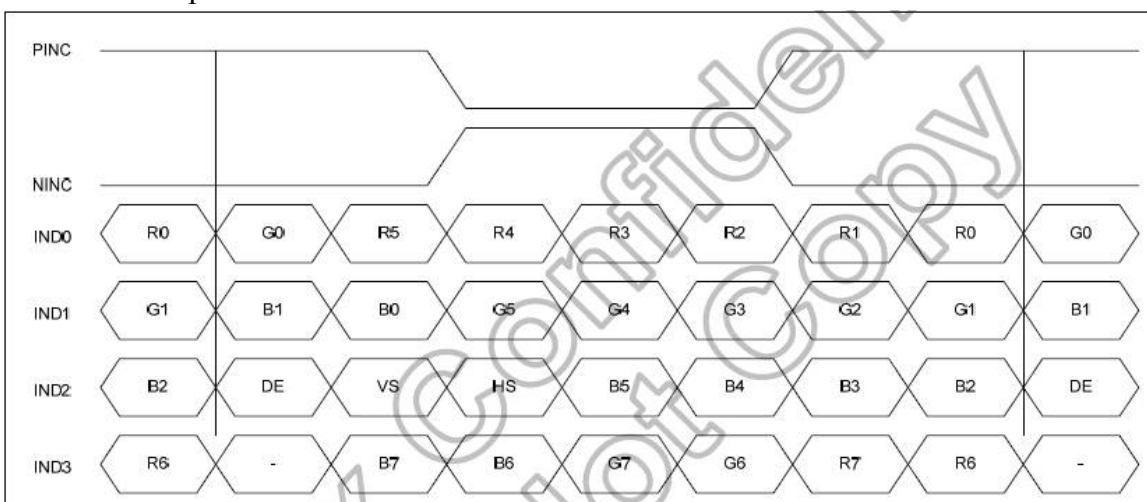 PINC
NINC
IND0 R0 G0 R5 R4 R3 R2 R1 R0 G0
IND1 G1 B1 B0 G5 G4 G3 G2 G1 B1
IND2 B2 DE VS HS B5 B4 B3 B2 DE
IND3 R6 - B7 B6 G7 G6 R7 R6 -
Copy